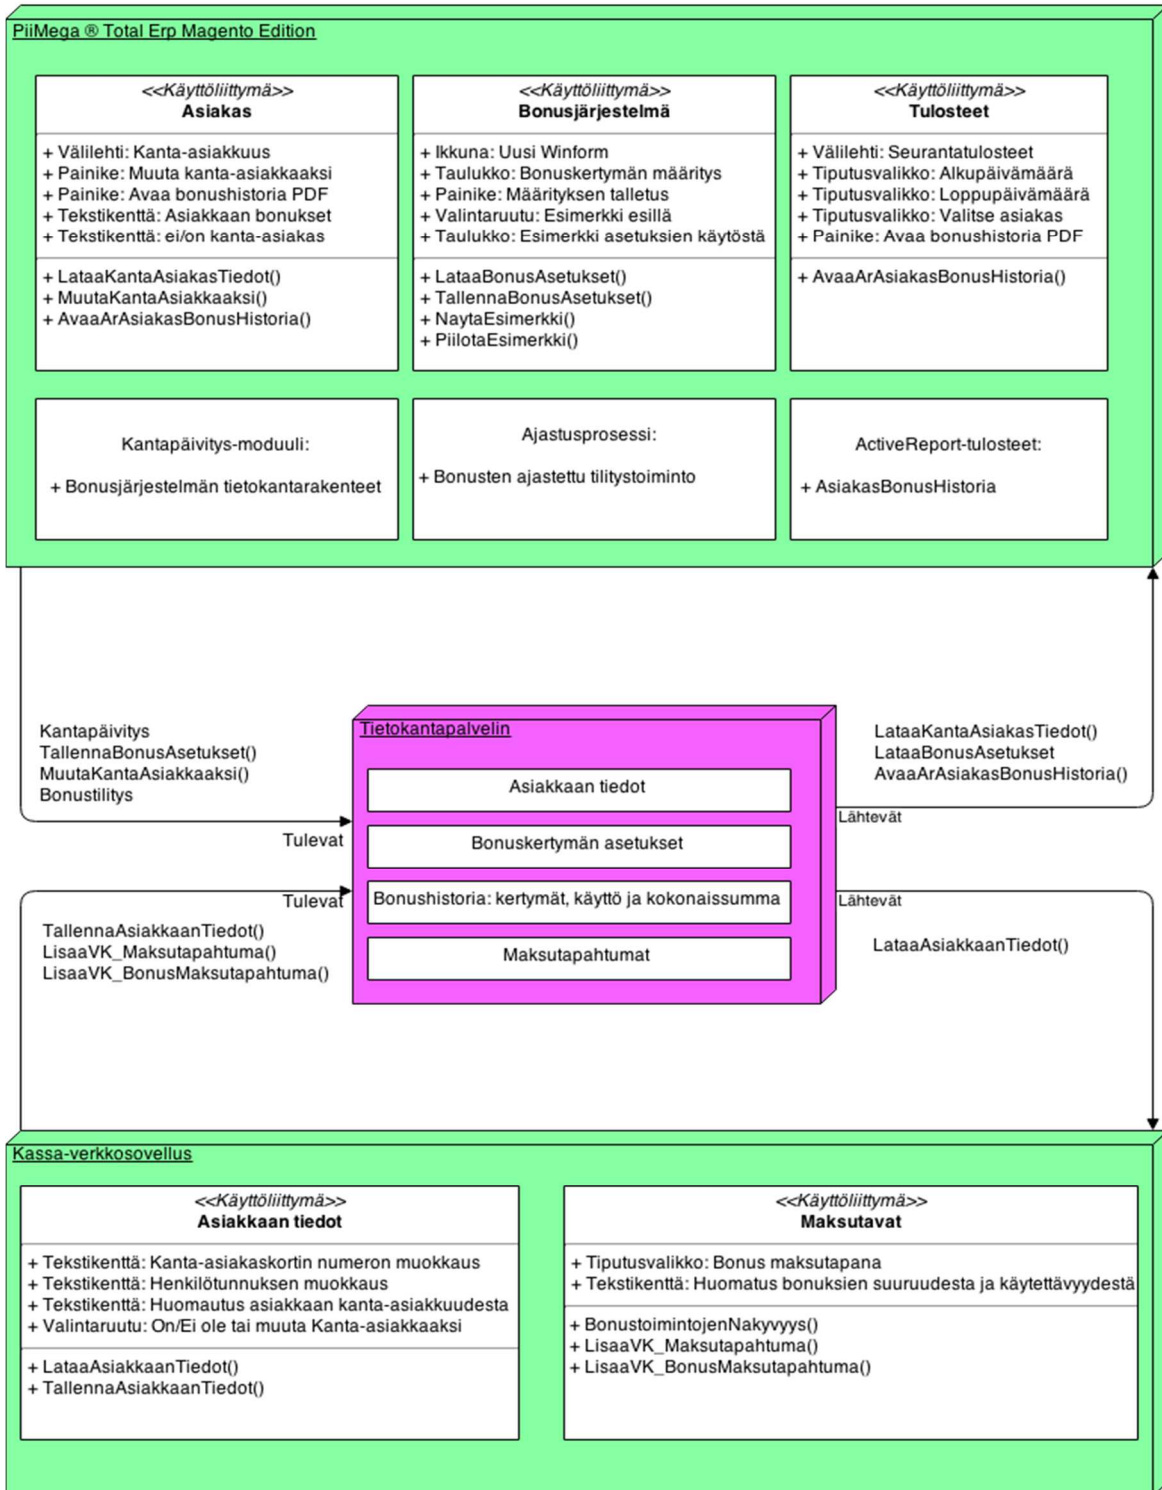 PiiMega ® Total Erp Magento Edition
<<Käyttöliittymä>>
Asiakas
+ Välilehti: Kanta-asiakkuus
+ Painike: Muuta kanta-asiakkaaksi
+ Painike: Avaa bonushistoria PDF
+ Tekstikenttä: Asiakkaan bonukset
+ Tekstikenttä: ei/on kanta-asiakas
+ LataaKantaAsiakasTiedot()
+ MuutaKantaAsiakkaaksi()
+ AvaaArAsiakasBonusHistoria()
<<Käyttöliittymä>>
Bonusjärjestelmä
+ Ikkuna: Uusi Winform
+ Taulukko: Bonuskertymän määritys
+ Painike: Määrityksen talletus
+ Valintaruutu: Esimerkki esillä
+ Taulukko: Esimerkki asetuksien käytöstä
+ LataaBonusAsetukset()
+ TallennaBonusAsetukset()
+ NaytaEsimerkki()
+ PiilotaEsimerkki()
<<Käyttöliittymä>>
Tulosteet
+ Välilehti: Seurantatulosteet
+ Tiputusvalikko: Alkupäivämäärä
+ Tiputusvalikko: Loppupäivämäärä
+ Tiputusvalikko: Valitse asiakas
+ Painike: Avaa bonushistoria PDF
+ AvaaArAsiakasBonusHistoria()
Kantapäivitys-moduuli:
+ Bonusjärjestelmän tietokantarakenteet
Ajastusprosessi:
+ Bonusten ajastettu tilitystoiminto
ActiveReport-tulosteet:
+ AsiakasBonusHistoria
Kantapäivitys
TallennaBonusAsetukset()
MuutaKantaAsiakkaaksi()
Bonustilitys
Tulevat
Tulevat
TallennaAsiakkaanTiedot()
LisaaVK_Maksutapahtuma()
LisaaVK_BonusMaksutapahtuma()
Tietokantapalvelin
Asiakkaan tiedot
Bonuskertymän asetukset
Bonushistoria: kertymät, käyttö ja kokonaissumma
Maksutapahtumat
LataaKantaAsiakasTiedot()
LataaBonusAsetukset
AvaaArAsiakasBonusHistoria()
Lähtevät
Lähtevät
LataaAsiakkaanTiedot()
Kassa-verkkosovellus
<<Käyttöliittymä>>
Asiakkaan tiedot
+ Tekstikenttä: Kanta-asiakaskortin numeron muokkaus
+ Tekstikenttä: Henkilötunnuksen muokkaus
+ Tekstikenttä: Huomautus asiakkaan kanta-asiakkuudesta
+ Valintaruutu: On/Ei ole tai muuta Kanta-asiakkaaksi
+ LataaAsiakkaanTiedot()
+ TallennaAsiakkaanTiedot()
<<Käyttöliittymä>>
Maksutavat
+ Tiputusvalikko: Bonus maksutapana
+ Tekstikenttä: Huomatus bonuksien suuruudesta ja käytettävyydestä
+ BonustoimintojenNakyvyys()
+ LisaaVK_Maksutapahtuma()
+ LisaaVK_BonusMaksutapahtuma()